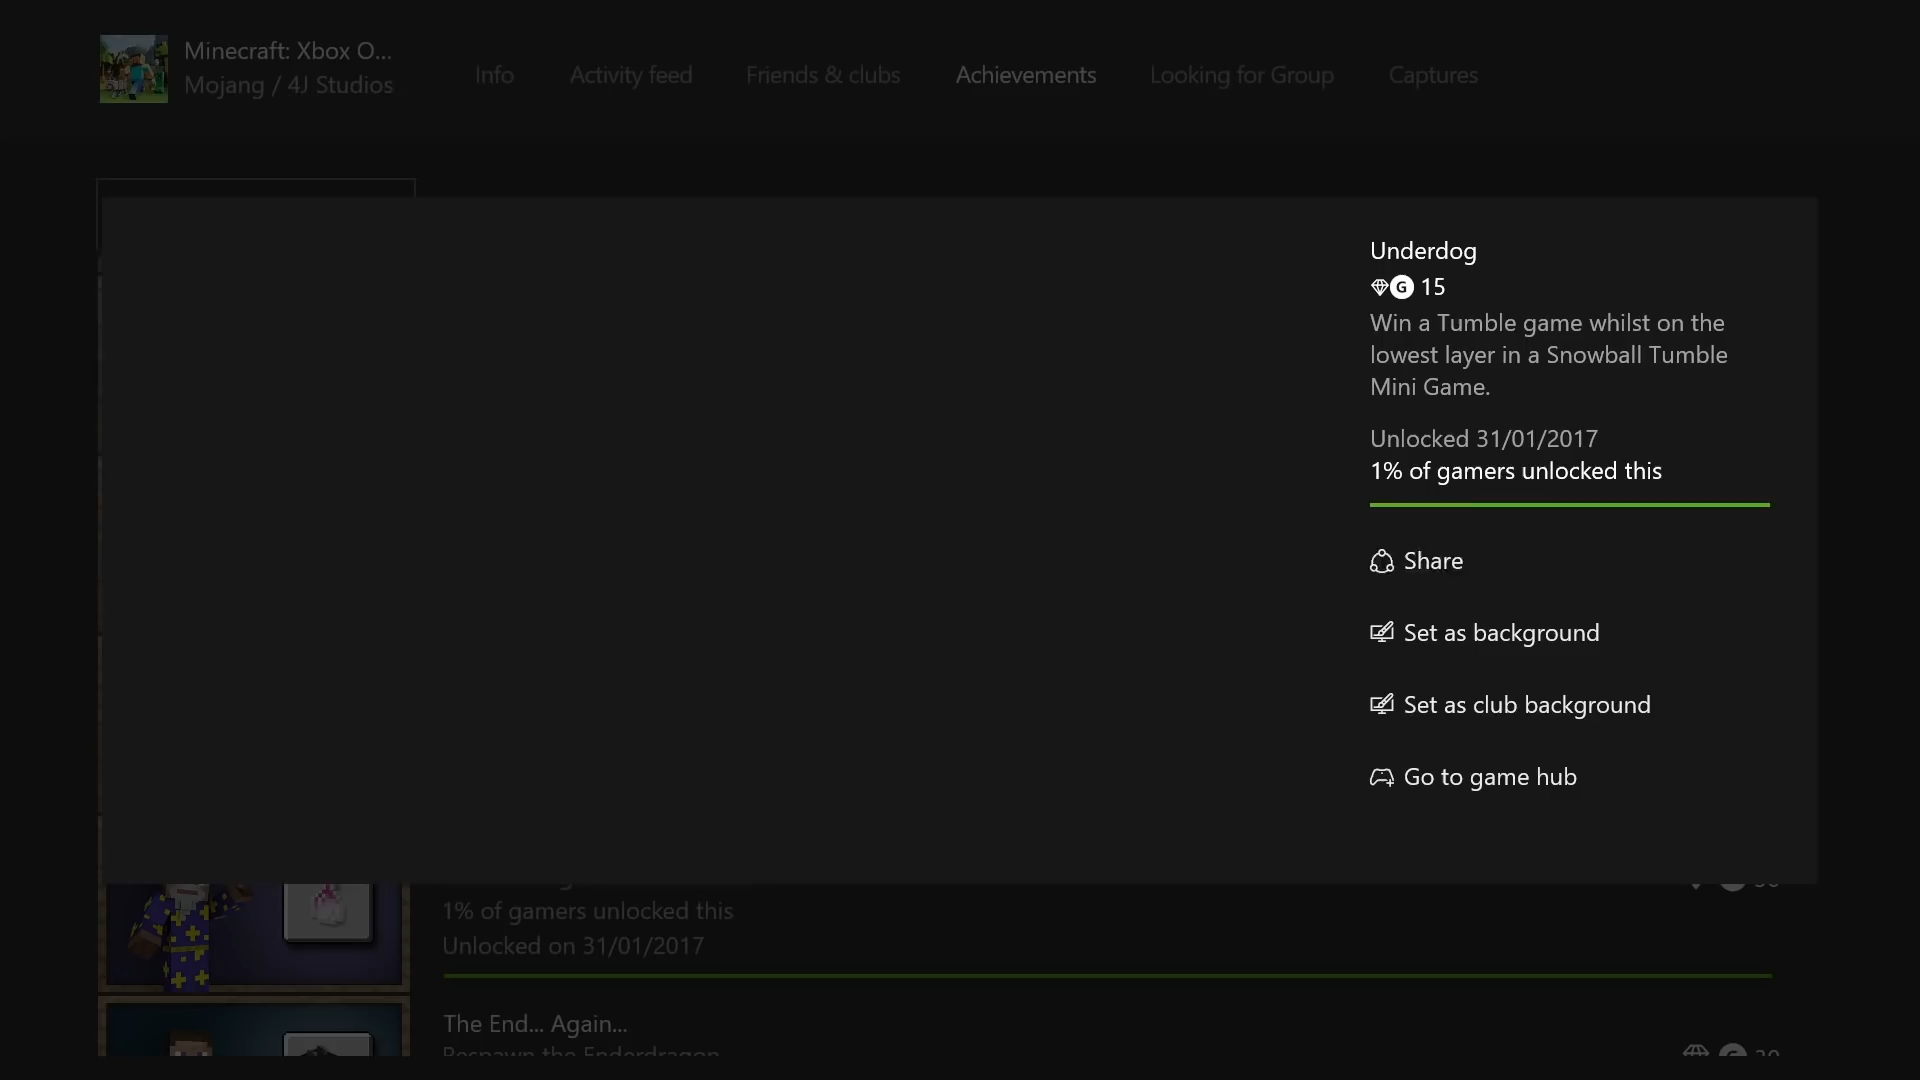 Minecraft: Xbox O...
Mojang / 4J Studios
Info
Activity feed
Friends & clubs
Achievements
Looking for Group
Captures
Underdog
G 15
Win a Tumble game whilst on the
lowest layer in a Snowball Tumble
Mini Game.
Unlocked 31/01/2017
1% of gamers unlocked this
Share
Set as background
Set as club background
Go to game hub
1% of gamers unlocked this
Unlocked on 31/01/2017
The End... Again...
Respawn the Enderdragon